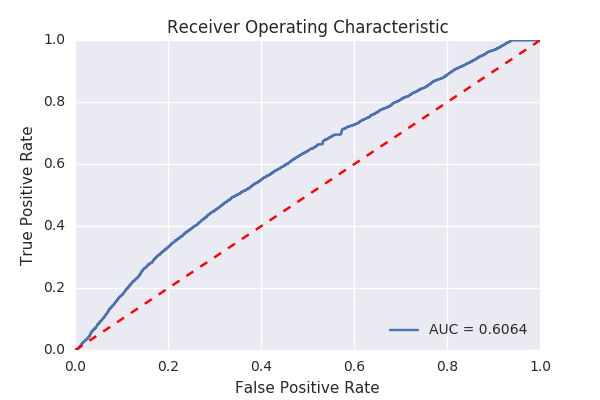 Receiver Operating Characteristic
1.0
0.8
0.6
0.4
0.2
0.0
True Positive Rate
AUC = 0.6064
0.0 0.2 0.4 0.6 0.8 1.0
False Positive Rate